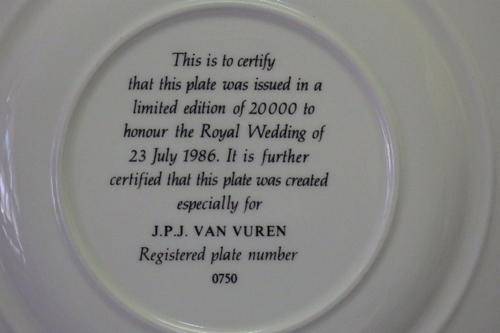 This is to certify
that this plate was issued in a
limited edition of 20000 to
honour the Royal Wedding of
23 July 1986. It is further
certified that this plate was created
especially for
J.P.J. VAN VUREN
Registered plate number
0750